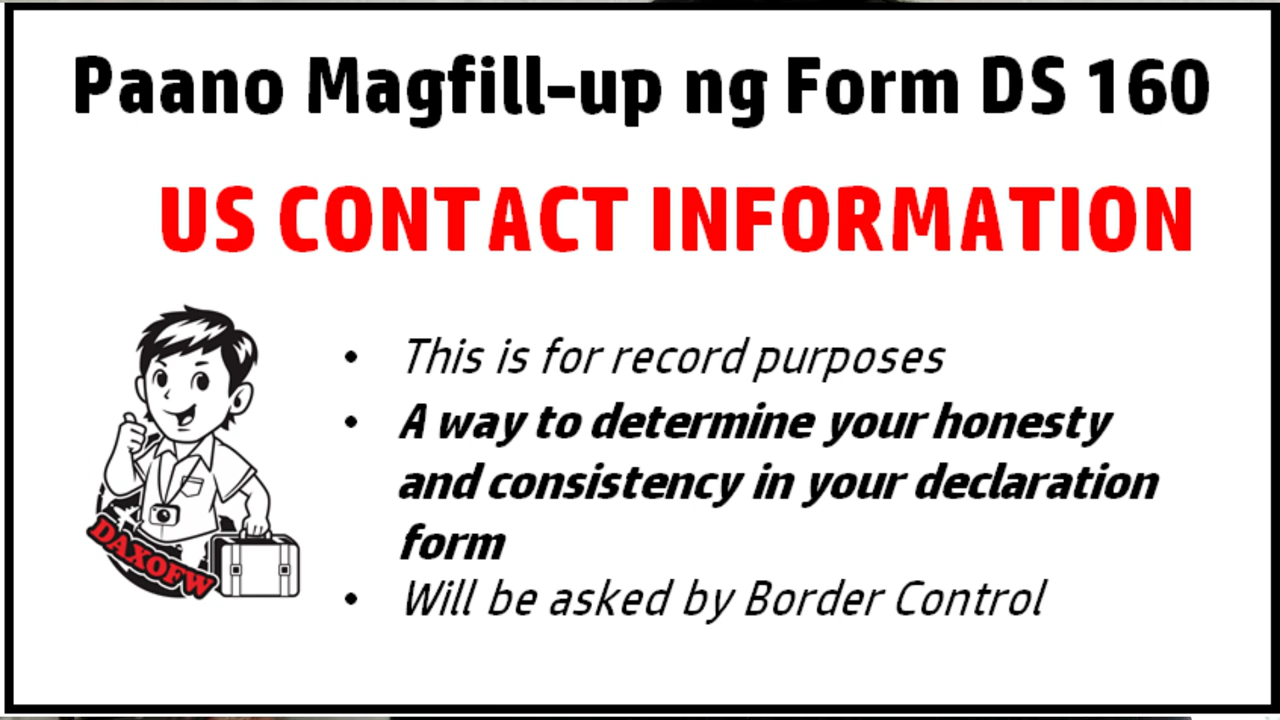 Paano Magfill-up ng Form DS 160
US CONTACT INFORMATION
• This is for record purposes
• A way to determine your honesty
and consistency in your declaration
form
• Will be asked by Border Control
DAXOFW